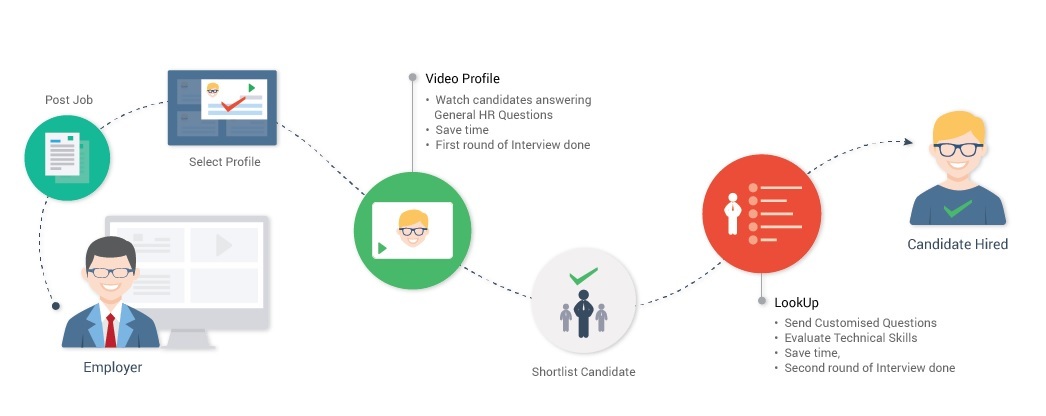 Post Job
Select Profile
Employer
Video Profile
• Watch candidates answering
General HR Questions
• Save time
• First round of Interview done
Shortlist Candidate
LookUp
• Send Customised Questions
• Evaluate Technical Skills
• Save time,
• Second round of Interview done
Candidate Hired